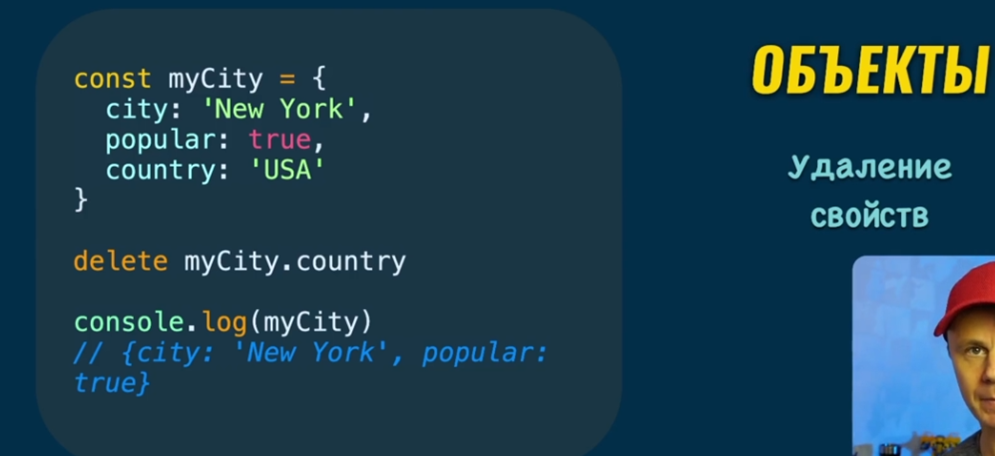 const myCity = {
  city: 'New York',
  popular: true,
  country: 'USA'
}
delete myCity.country
console.log(myCity)
// {city: 'New York', popular:
true}
ОБЪЕКТЫ
Удаление
свойств